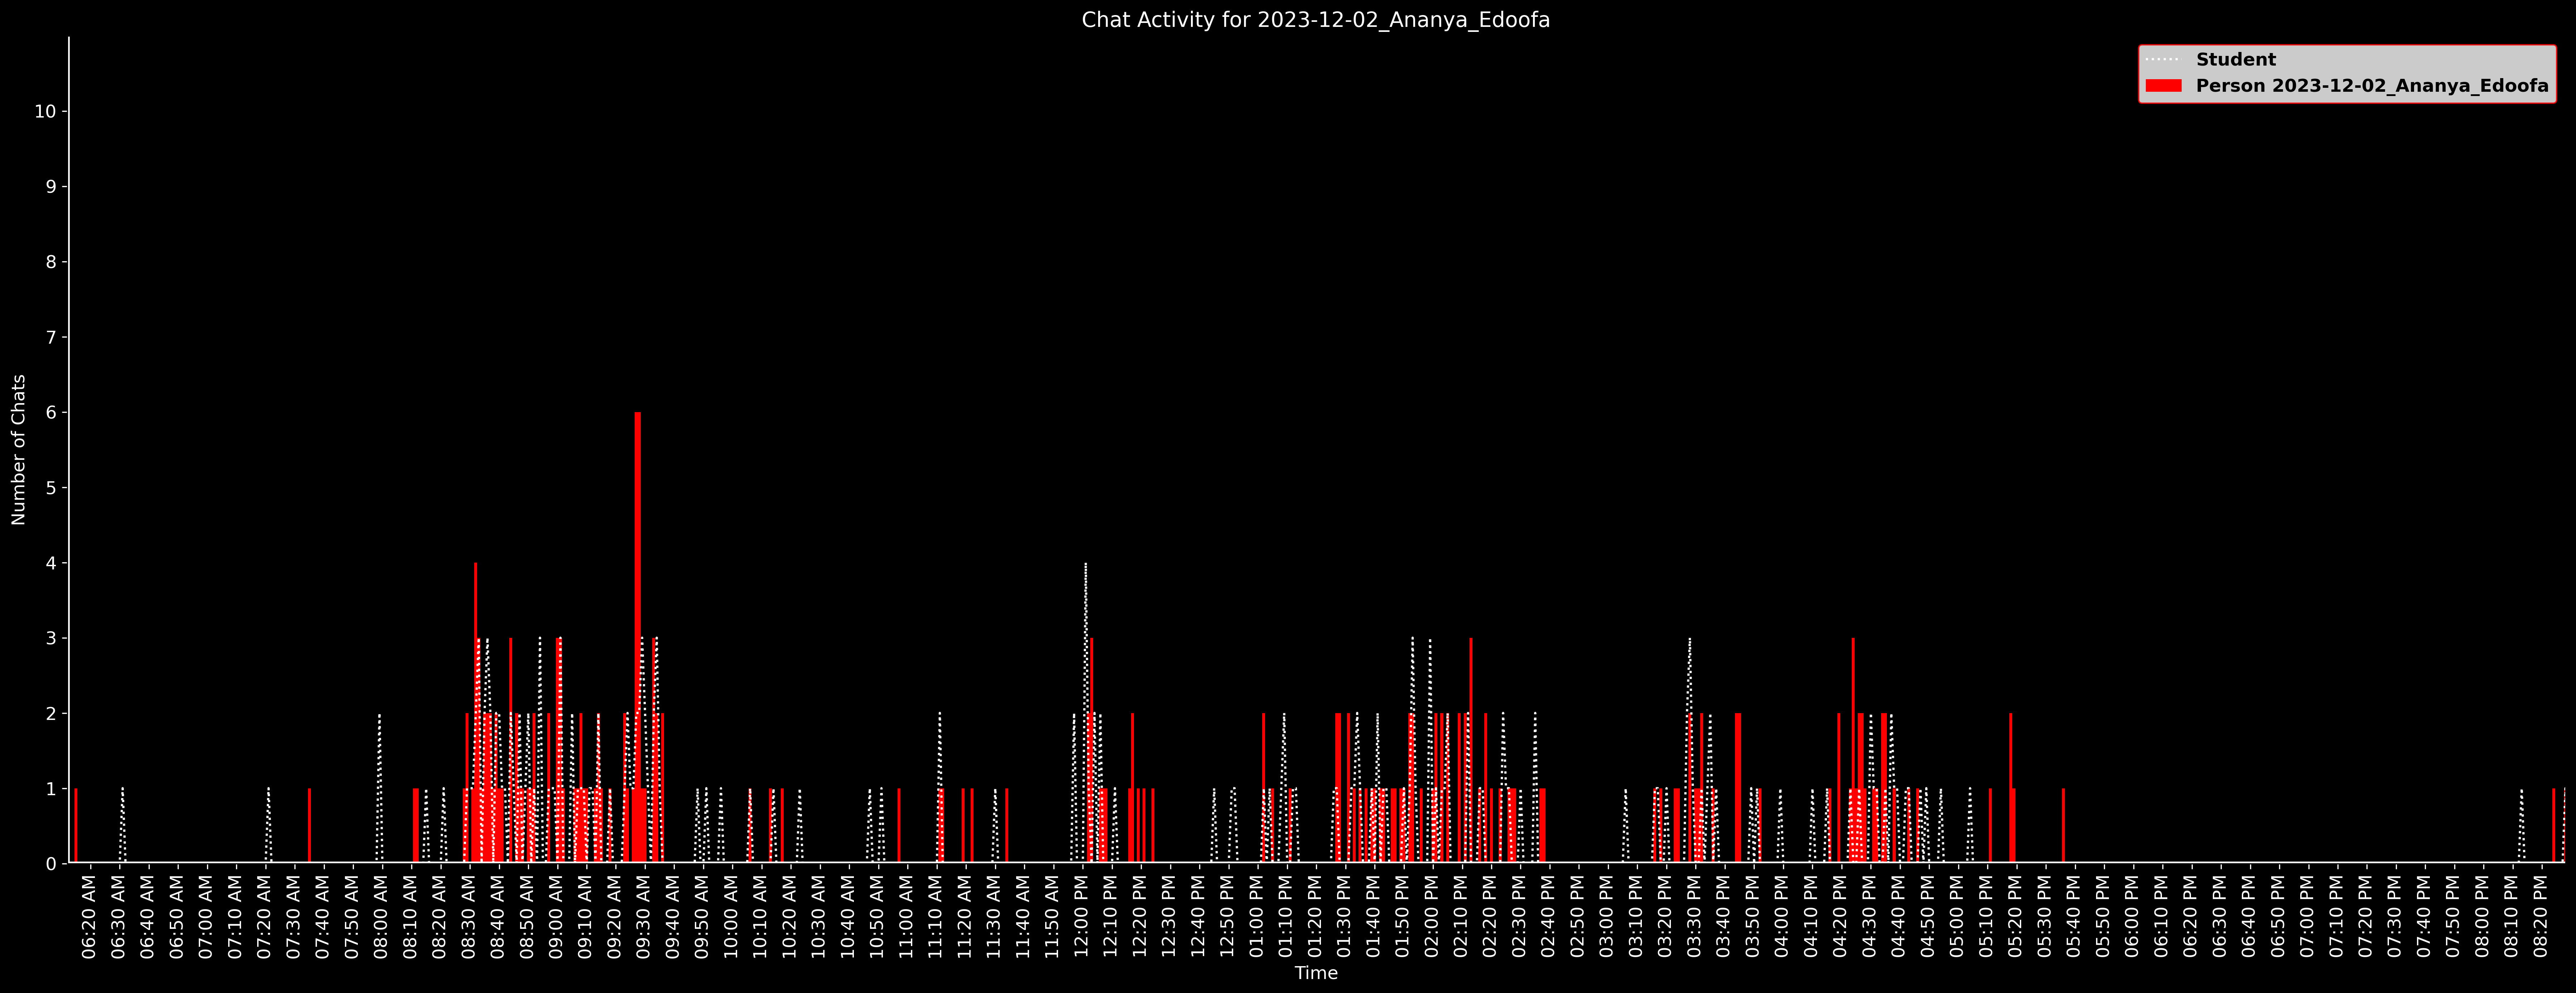 Chat Activity for 2023-12-02_Ananya_Edoofa
Student
Person 2023-12-02_Ananya_Edoofa
Number of Chats
10
9
8
7
6
5
4
3
2
1
0
06:20 AM
06:30 AM
06:40 AM
06:50 AM
07:00 AM
07:10 AM
07:20 AM
07:30 AM
07:40 AM
07:50 AM
08:00 AM
08:10 AM
08:20 AM
08:30 AM
08:40 AM
08:50 AM
09:00 AM
09:10 AM
09:20 AM
09:30 AM
09:40 AM
09:50 AM
10:00 AM
10:10 AM
10:20 AM
10:30 AM
10:40 AM
10:50 AM
11:00 AM
11:10 AM
11:20 AM
11:30 AM
11:40 AM
11:50 AM
12:00 PM
12:10 PM
12:20 PM
12:30 PM
12:40 PM
12:50 PM
01:00 PM
01:10 PM
01:20 PM
01:30 PM
01:40 PM
01:50 PM
02:00 PM
02:10 PM
02:20 PM
02:30 PM
02:40 PM
02:50 PM
03:00 PM
03:10 PM
03:20 PM
03:30 PM
03:40 PM
03:50 PM
04:00 PM
04:10 PM
04:20 PM
04:30 PM
04:40 PM
04:50 PM
05:00 PM
05:10 PM
05:20 PM
05:30 PM
05:40 PM
05:50 PM
06:00 PM
06:10 PM
06:20 PM
06:30 PM
06:40 PM
06:50 PM
07:00 PM
07:10 PM
07:20 PM
07:30 PM
07:40 PM
07:50 PM
08:00 PM
08:10 PM
08:20 PM
Time